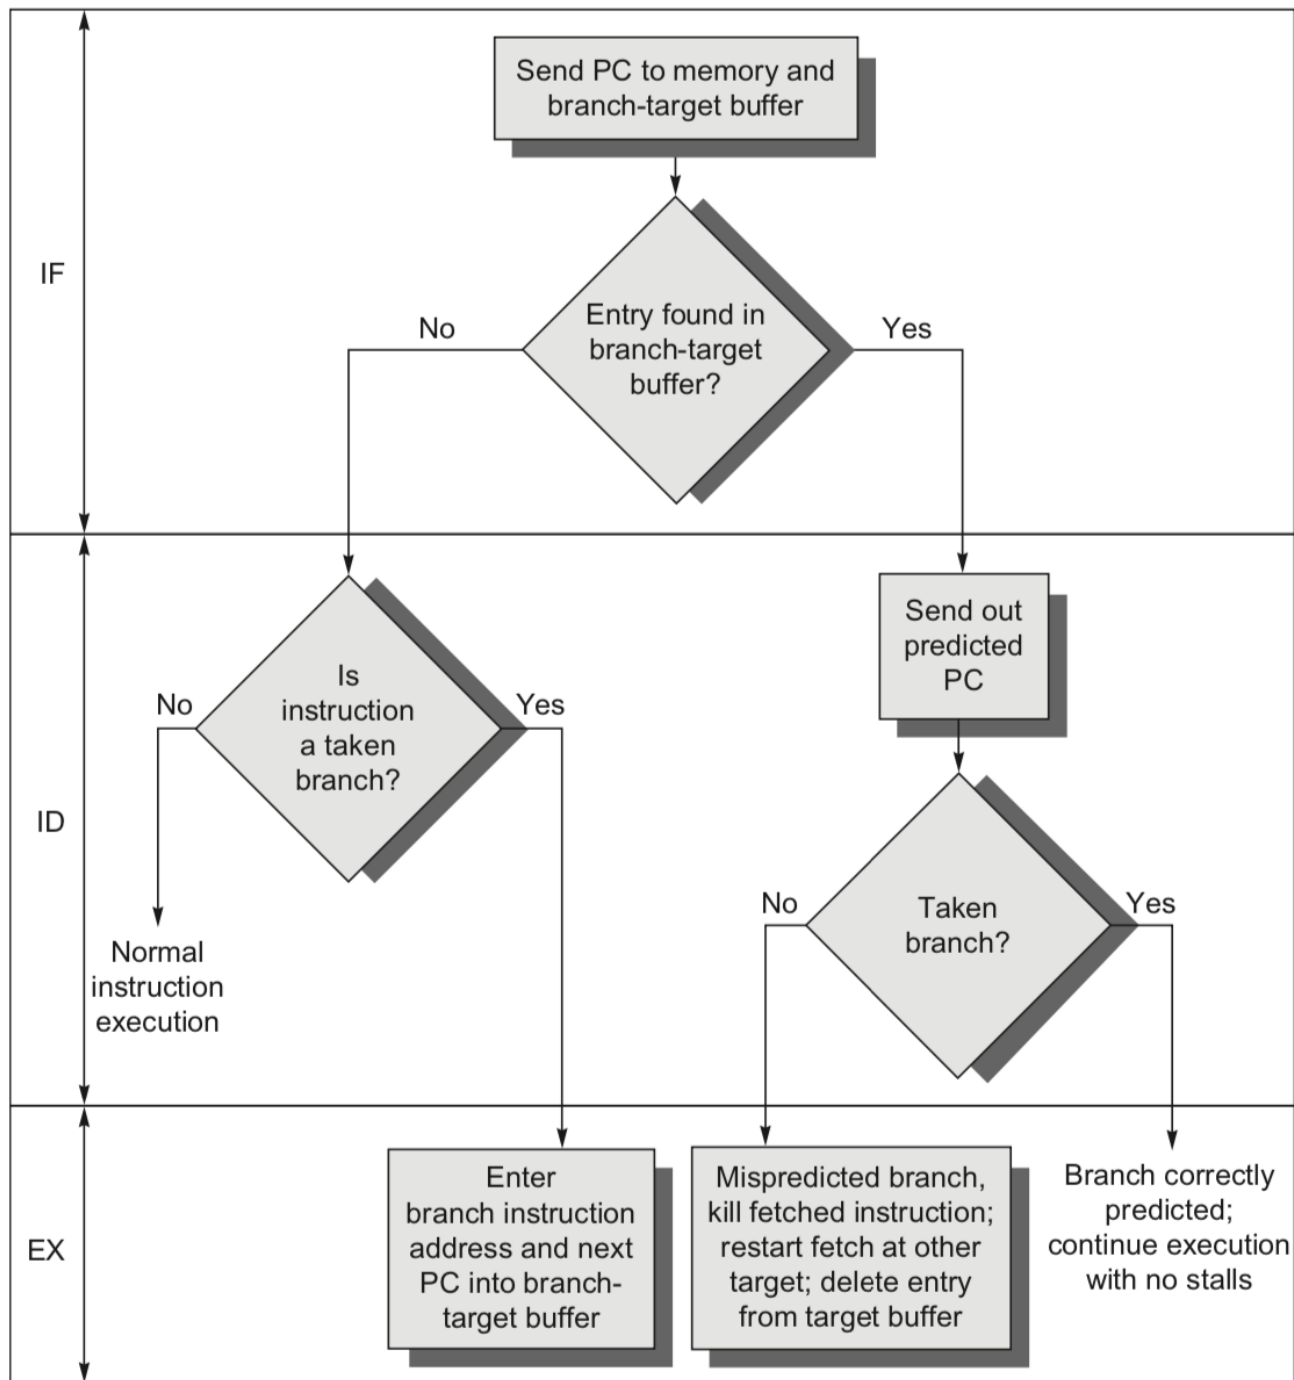 Send PC to memory and
branch-target buffer
IF
Entry found in
branch-target
buffer?
No
Yes
ID
Is
instruction
a taken
branch?
No
Yes
Normal
instruction
execution
Send out
predicted
PC
Taken
branch?
No
Yes
EX
Enter
branch instruction
address and next
PC into branch-
target buffer
Mispredicted branch,
kill fetched instruction;
restart fetch at other
target; delete entry
from target buffer
Branch correctly
predicted;
continue execution
with no stalls